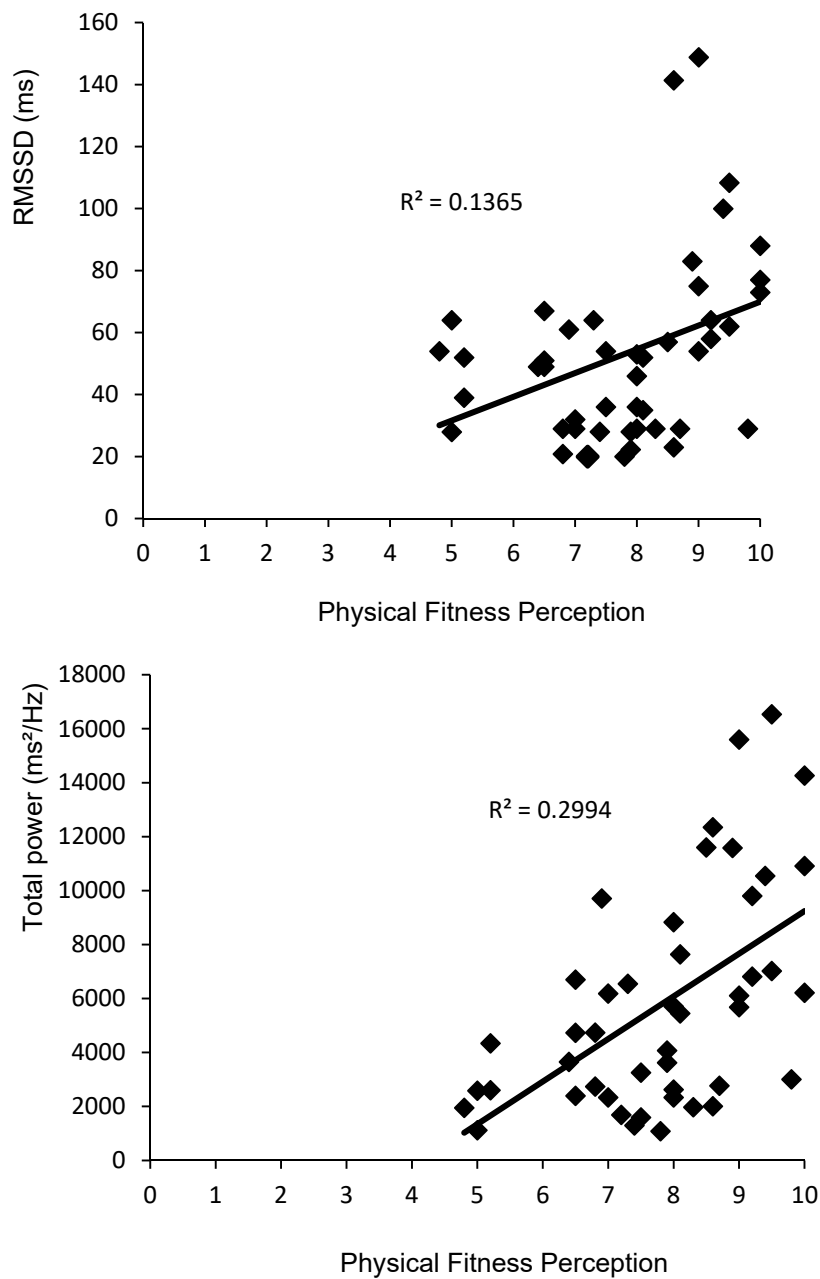 RMSSD (ms)
160
140
120
100
80
60
40
20
0
R² = 0.1365
0 1 2 3 4 5 6 7 8 9 10
Physical Fitness Perception
Total power (ms²/Hz)
18000
16000
14000
12000
10000
8000
6000
4000
2000
0
R² = 0.2994
0 1 2 3 4 5 6 7 8 9 10
Physical Fitness Perception